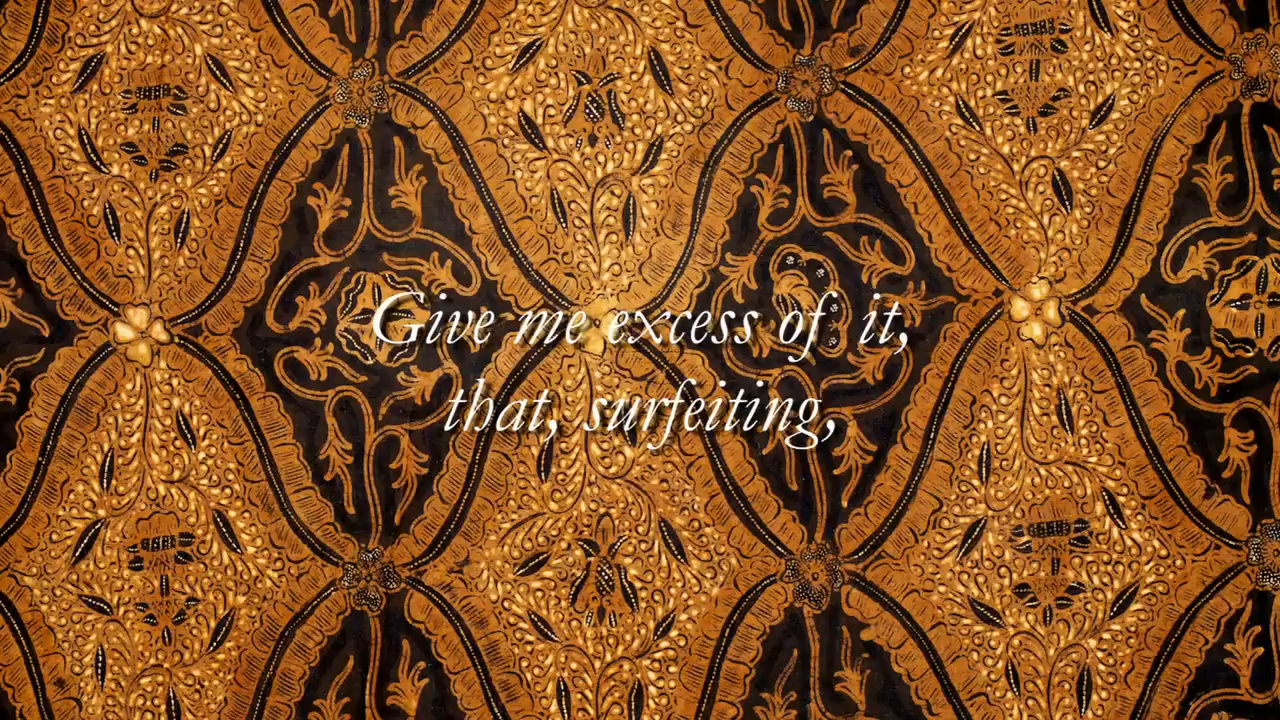 Give me excess of it,
that, surfeiting,